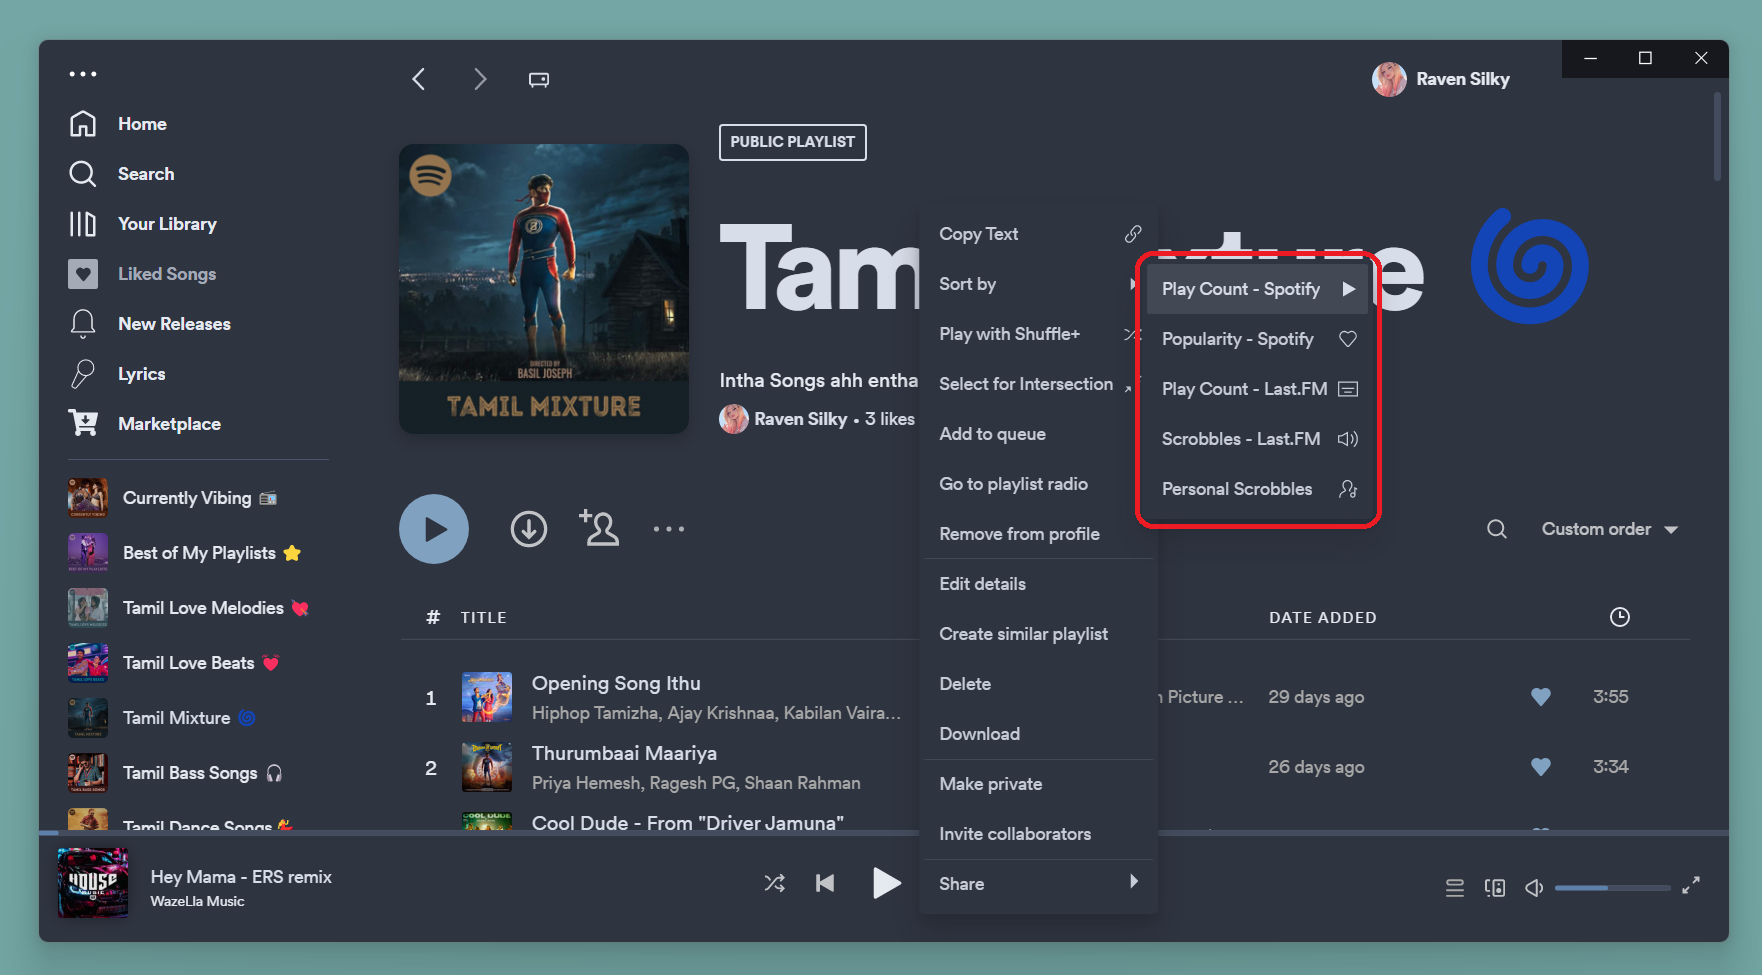 Raven Silky
Home
Search
Your Library
Liked Songs
New Releases
Lyrics
Marketplace
Currently Vibing 📻
Best of My Playlists ⭐
Tamil Love Melodies 💘
Tamil Love Beats 💓
Tamil Mixture 🌀
Tamil Bass Songs 🎧
Tamil Dance Songs 💃
PUBLIC PLAYLIST
DIRECTED BY
BASIL JOSEPH
TAMIL MIXTURE
Intha Songs ahh entha
Raven Silky • 3 likes
Copy Text
Sort by
Play with Shuffle+
Select for Intersection
Add to queue
Go to playlist radio
Remove from profile
Edit details
Create similar playlist
Delete
Download
Make private
Invite collaborators
Share
Play Count - Spotify
Popularity - Spotify
Play Count - Last.FM
Scrobbles - Last.FM
Personal Scrobbles
Custom order
# TITLE DATE ADDED
1 Opening Song Ithu
Hiphop Tamizha, Ajay Krishnaa, Kabilan Vaira...
Picture ... 29 days ago 3:55
2 Thurumbaai Maariya
Priya Hemesh, Ragesh PG, Shaan Rahman
26 days ago 3:34
COOL DUDE
Cool Dude - From "Driver Jamuna"
HOUSE
MUSIC
Hey Mama - ERS remix
WazeLla Music